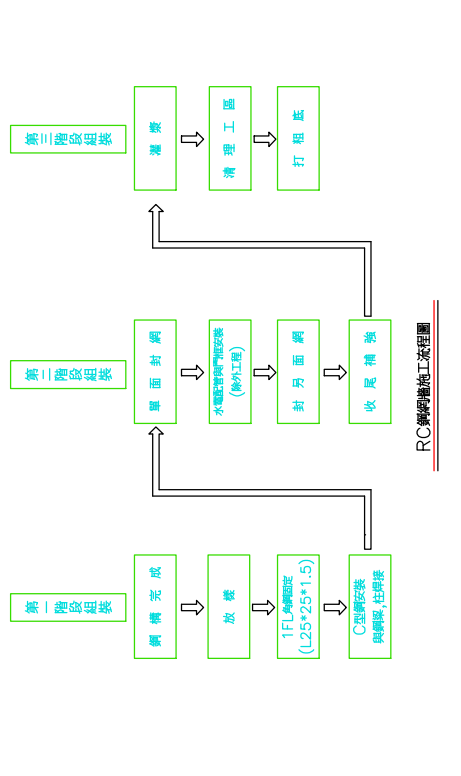 第一階段組裝
鋼構完成
放樣
1FL角鋼固定
(L25*25*1.5)
C型鋼安裝
與鋼梁,柱焊接
第二階段組裝
單面封網
水電配管與門框安裝
(除外工程)
封另面網
收尾補強
第三階段組裝
灌漿
清理工區
打粗底
RC鋼網牆施工流程圖